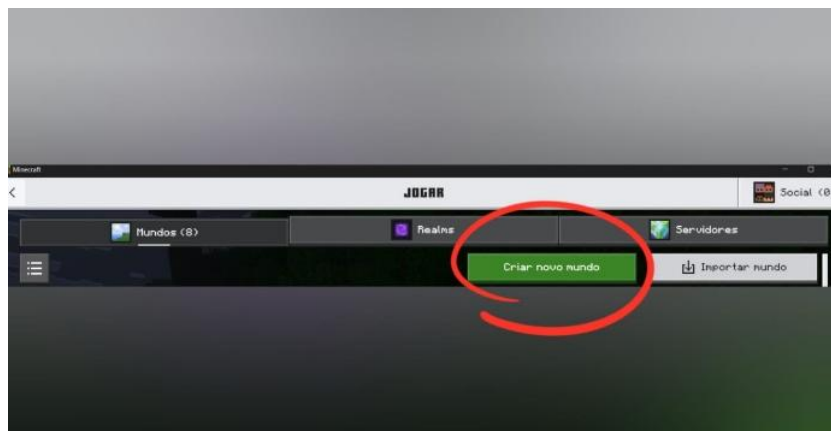 Minecraft
JOGAR
Social (0
Mundos (8)
Realms
Servidores
Criar novo mundo
Importar mundo